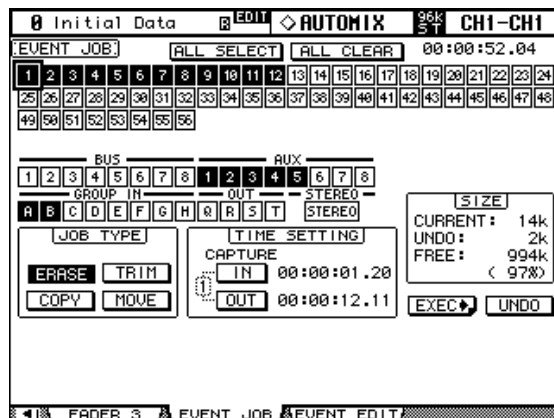 0 Initial Data R EDIT ◇AUTOMIX 96k ST CH1-CH1
EVENT JOB ALL SELECT ALL CLEAR 00:00:52.04
1 2 3 4 5 6 7 8 9 10 11 12 13 14 15 16 17 18 19 20 21 22 23 24
25 26 27 28 29 30 31 32 33 34 35 36 37 38 39 40 41 42 43 44 45 46 47 48
49 50 51 52 53 54 55 56
BUS AUX
1 2 3 4 5 6 7 8 1 2 3 4 5 6 7 8
GROUP IN OUT STEREO
A B C D E F G H Q R S T STEREO
JOB TYPE
ERASE TRIM
COPY MOVE
TIME SETTING
CAPTURE
1
IN 00:00:01.20
OUT 00:00:12.11
SIZE
CURRENT: 14k
UNDO: 2k
FREE: 994k
( 97%)
EXEC UNDO
FADER 3 EVENT JOB EVENT EDIT